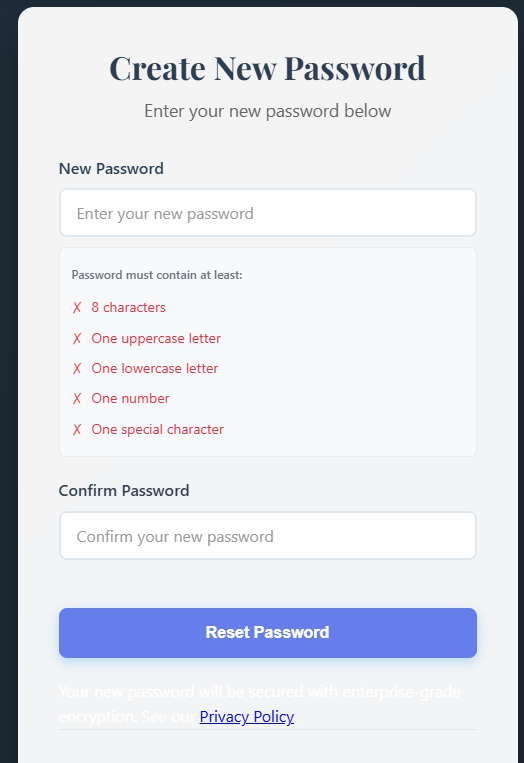 Create New Password
Enter your new password below
New Password
Enter your new password
Password must contain at least:
✗ 8 characters
✗ One uppercase letter
✗ One lowercase letter
✗ One number
✗ One special character
Confirm Password
Confirm your new password
Reset Password
Your new password will be secured with enterprise-grade
encryption. See our Privacy Policy